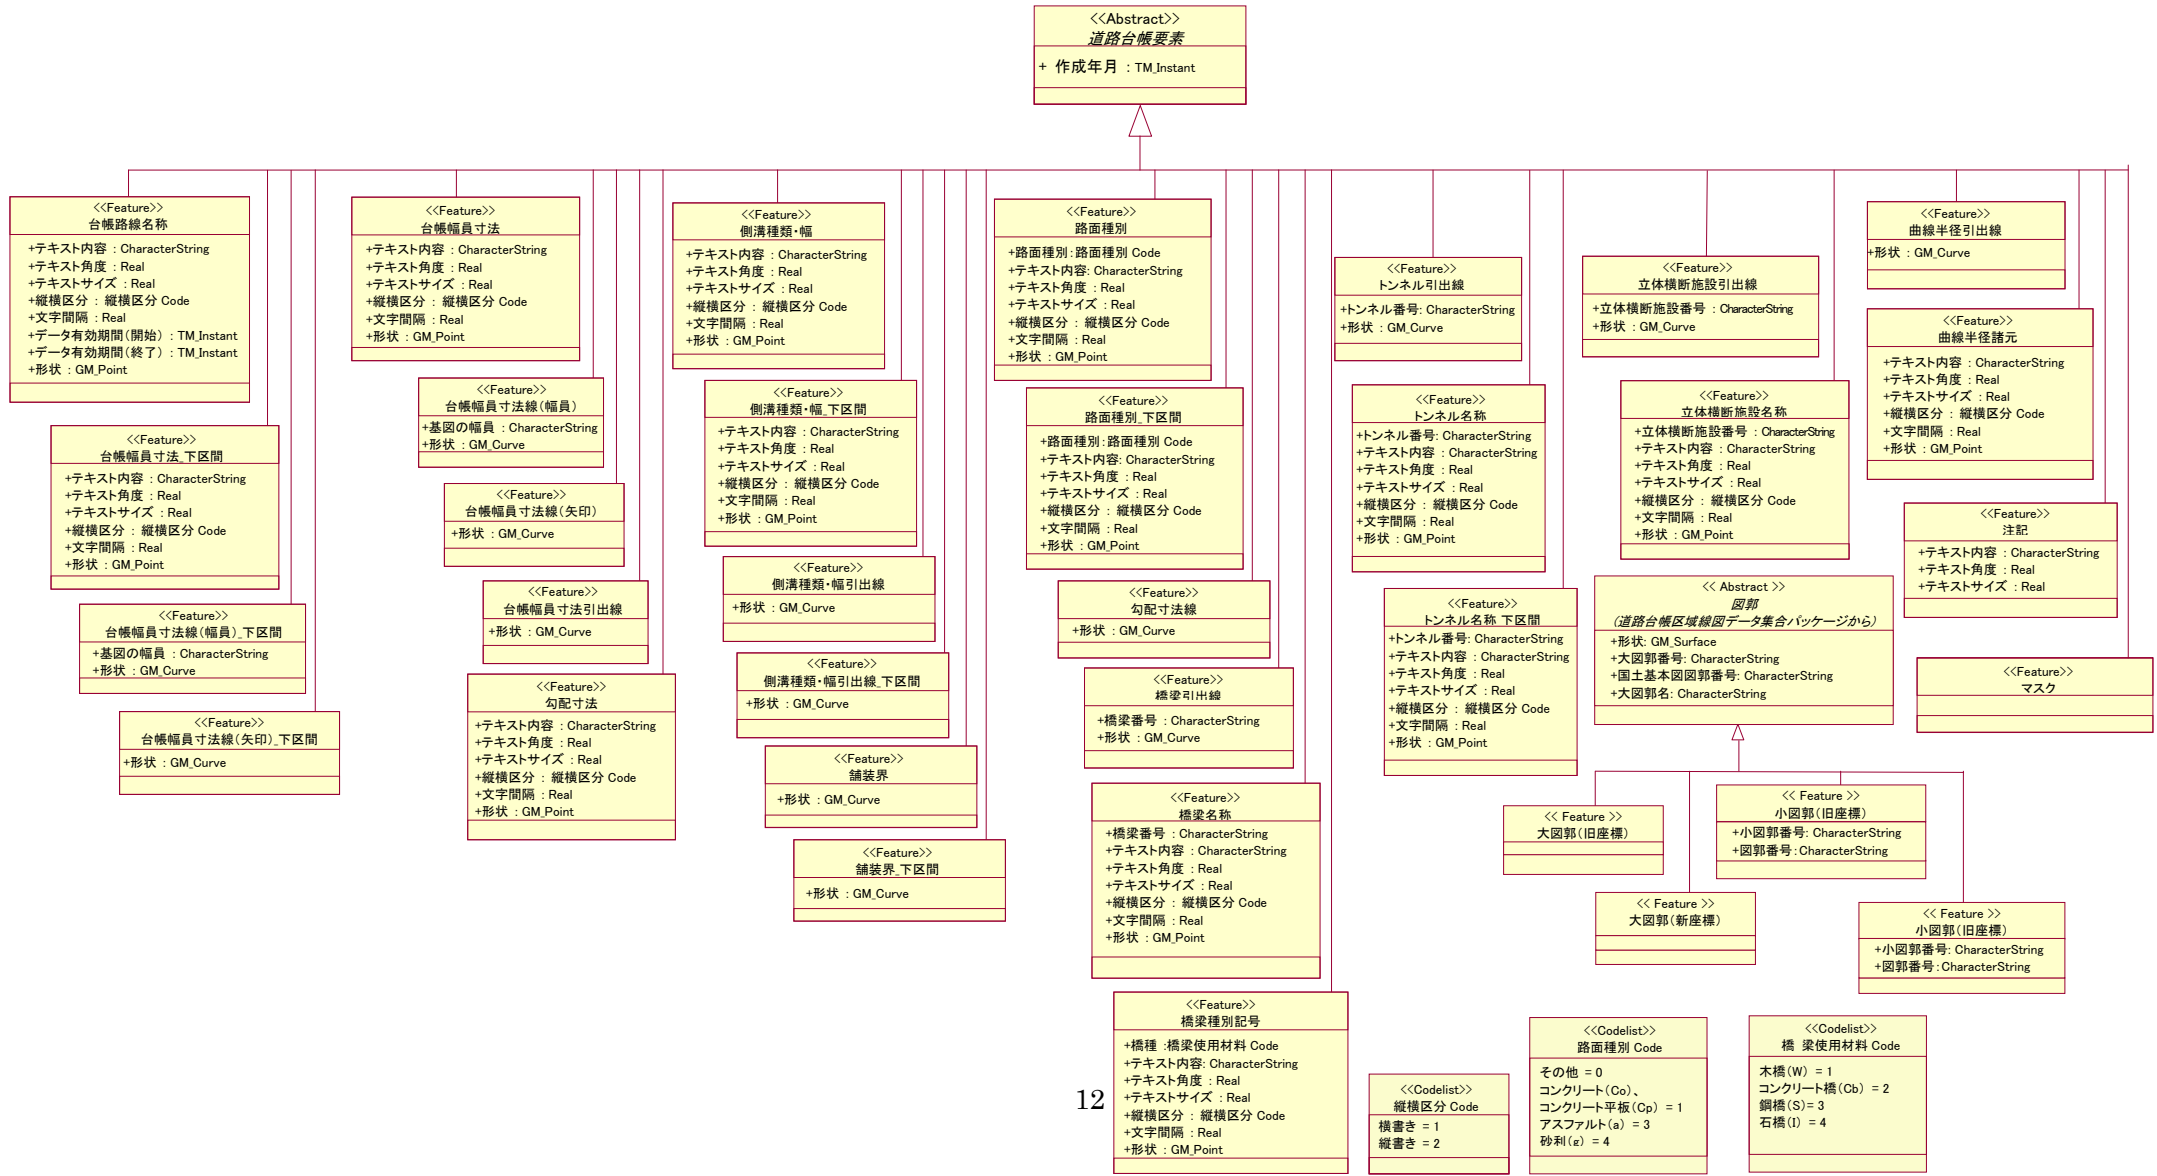 <<Abstract>>
道路台帳要素
+ 作成年月 : TM_Instant
<<Feature>>
台帳路線名称
+テキスト内容 : CharacterString
+テキスト角度 : Real
+テキストサイズ : Real
+縦横区分 : 縦横区分 Code
+文字間隔 : Real
+データ有効期間(開始) : TM_Instant
+データ有効期間(終了) : TM_Instant
+形状 : GM_Point
<<Feature>>
台帳幅員寸法_下区間
+テキスト内容 : CharacterString
+テキスト角度 : Real
+テキストサイズ : Real
+縦横区分 : 縦横区分 Code
+文字間隔 : Real
+形状 : GM_Point
<<Feature>>
台帳幅員寸法線(幅員)_下区間
+基図の幅員 : CharacterString
+形状 : GM_Curve
<<Feature>>
台帳幅員寸法線(矢印)_下区間
+形状 : GM_Curve
<<Feature>>
台帳幅員寸法
+テキスト内容 : CharacterString
+テキスト角度 : Real
+テキストサイズ : Real
+縦横区分 : 縦横区分 Code
+文字間隔 : Real
+形状 : GM_Point
<<Feature>>
台帳幅員寸法線(幅員)
+基図の幅員 : CharacterString
+形状 : GM_Curve
<<Feature>>
台帳幅員寸法線(矢印)
+形状 : GM_Curve
<<Feature>>
台帳幅員寸法引出線
+形状 : GM_Curve
<<Feature>>
勾配寸法
+テキスト内容 : CharacterString
+テキスト角度 : Real
+テキストサイズ : Real
+縦横区分 : 縦横区分 Code
+文字間隔 : Real
+形状 : GM_Point
<<Feature>>
側溝種類・幅
+テキスト内容 : CharacterString
+テキスト角度 : Real
+テキストサイズ : Real
+縦横区分 : 縦横区分 Code
+文字間隔 : Real
+形状 : GM_Point
<<Feature>>
側溝種類・幅_下区間
+テキスト内容 : CharacterString
+テキスト角度 : Real
+テキストサイズ : Real
+縦横区分 : 縦横区分 Code
+文字間隔 : Real
+形状 : GM_Point
<<Feature>>
側溝種類・幅引出線
+形状 : GM_Curve
<<Feature>>
側溝種類・幅引出線_下区間
+形状 : GM_Curve
<<Feature>>
舗装界
+形状 : GM_Curve
<<Feature>>
舗装界_下区間
+形状 : GM_Curve
<<Feature>>
路面種別
+路面種別:路面種別 Code
+テキスト内容: CharacterString
+テキスト角度 : Real
+テキストサイズ : Real
+縦横区分 : 縦横区分 Code
+文字間隔 : Real
+形状 : GM_Point
<<Feature>>
路面種別_下区間
+路面種別:路面種別 Code
+テキスト内容: CharacterString
+テキスト角度 : Real
+テキストサイズ : Real
+縦横区分 : 縦横区分 Code
+文字間隔 : Real
+形状 : GM_Point
<<Feature>>
勾配寸法線
+形状 : GM_Curve
<<Feature>>
橋梁引出線
+橋梁番号 : CharacterString
+形状 : GM_Curve
<<Feature>>
橋梁名称
+橋梁番号 : CharacterString
+テキスト内容 : CharacterString
+テキスト角度 : Real
+テキストサイズ : Real
+縦横区分 : 縦横区分 Code
+文字間隔 : Real
+形状 : GM_Point
<<Feature>>
橋梁種別記号
+橋種 :橋梁使用材料 Code
+テキスト内容: CharacterString
+テキスト角度 : Real
+テキストサイズ : Real
+縦横区分 : 縦横区分 Code
+文字間隔 : Real
+形状 : GM_Point
<<Feature>>
トンネル引出線
+トンネル番号: CharacterString
+形状 : GM_Curve
<<Feature>>
トンネル名称
+トンネル番号: CharacterString
+テキスト内容 : CharacterString
+テキスト角度 : Real
+テキストサイズ : Real
+縦横区分 : 縦横区分 Code
+文字間隔 : Real
+形状 : GM_Point
<<Feature>>
トンネル名称_下区間
+トンネル番号: CharacterString
+テキスト内容 : CharacterString
+テキスト角度 : Real
+テキストサイズ : Real
+縦横区分 : 縦横区分 Code
+文字間隔 : Real
+形状 : GM_Point
<<Feature>>
立体横断施設引出線
+立体横断施設番号 : CharacterString
+形状 : GM_Curve
<<Feature>>
立体横断施設名称
+立体横断施設番号 : CharacterString
+テキスト内容 : CharacterString
+テキスト角度 : Real
+テキストサイズ : Real
+縦横区分 : 縦横区分 Code
+文字間隔 : Real
+形状 : GM_Point
<< Abstract >>
図郭
(道路台帳区域線図データ集合パッケージから)
+形状: GM_Surface
+大図郭番号: CharacterString
+国土基本図図郭番号: CharacterString
+大図郭名: CharacterString
<< Feature >>
大図郭(旧座標)
<< Feature >>
大図郭(新座標)
<< Feature >>
小図郭(旧座標)
+小図郭番号: CharacterString
+図郭番号:CharacterString
<< Feature >>
小図郭(旧座標)
+小図郭番号: CharacterString
+図郭番号:CharacterString
<<Feature>>
曲線半径引出線
+形状 : GM_Curve
<<Feature>>
曲線半径諸元
+テキスト内容 : CharacterString
+テキスト角度 : Real
+テキストサイズ : Real
+縦横区分 : 縦横区分 Code
+文字間隔 : Real
+形状 : GM_Point
<<Feature>>
注記
+テキスト内容 : CharacterString
+テキスト角度 : Real
+テキストサイズ : Real
<<Feature>>
マスク
<<Codelist>>
縦横区分 Code
横書き = 1
縦書き = 2
<<Codelist>>
路面種別 Code
その他 = 0
コンクリート(Co)、
コンクリート平板(Cp) = 1
アスファルト(a) = 3
砂利(g) = 4
<<Codelist>>
橋 梁使用材料 Code
木橋(W) = 1
コンクリート橋(Cb) = 2
鋼橋(S)= 3
石橋(I) = 4
12